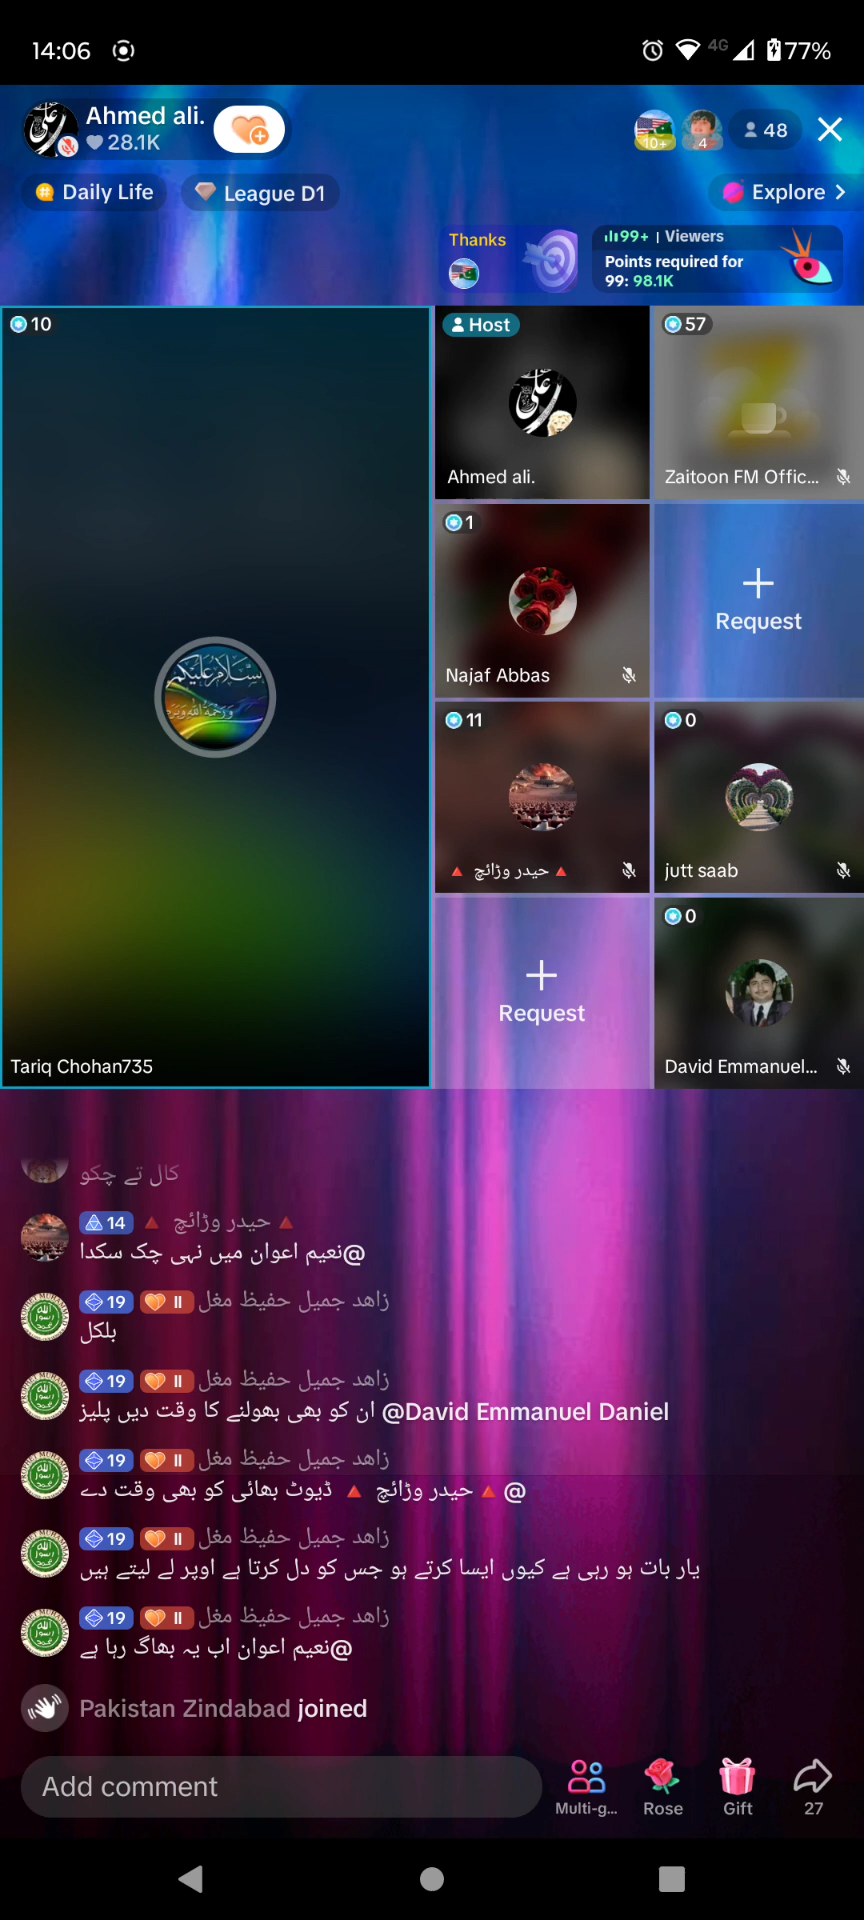 14:06
4G
77%
Ahmed ali.
28.1K
10+
4
48
Daily Life
League D1
Explore
Thanks
99+ | Viewers
Points required for
99: 98.1K
10
Host
57
Ahmed ali.
Zaitoon FM Offic...
1
Request
Najaf Abbas
11
0
🔺 حیدر وڑائچ 🔺
jutt saab
Request
0
Tariq Chohan735
David Emmanuel...
کال تے چکو
14 🔺 حیدر وڑائچ 🔺
@نعیم اعوان میں نہی چک سکدا
19 II زاھد جمیل حفیظ مغل
بلکل
19 II زاھد جمیل حفیظ مغل
ان کو بھی بھولنے کا وقت دیں پلیز @David Emmanuel Daniel
19 II زاھد جمیل حفیظ مغل
@🔺حیدر وڑائچ 🔺 ڈیوٹ بھائی کو بھی وقت دے
19 II زاھد جمیل حفیظ مغل
یار بات ہو رہی ہے کیوں ایسا کرتے ہو جس کو دل کرتا ہے اوپر لے لیتے ہیں
19 II زاھد جمیل حفیظ مغل
@نعیم اعوان اب یہ بھاگ رہا ہے
Pakistan Zindabad joined
Add comment
Multi-g...
Rose
Gift
27